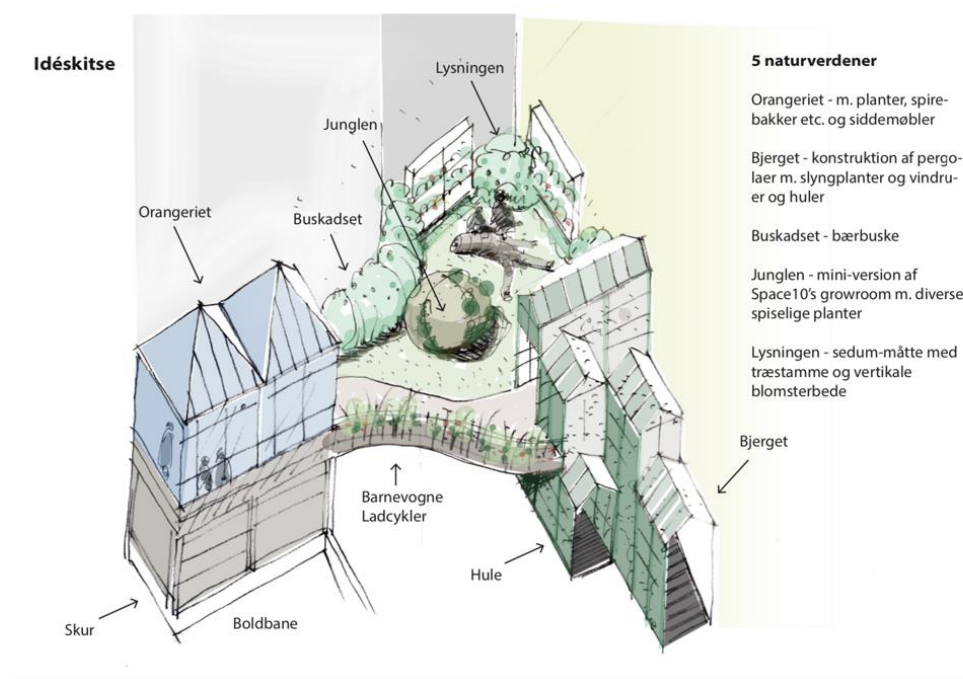 Idéskitse
Lysningen
Junglen
Orangeriet
Buskadset
Barnevogne
Ladcykler
Hule
Skur
Boldbane
Bjerget
5 naturverdener
Orangeriet - m. planter, spire-
bakker etc. og siddemøbler
Bjerget - konstruktion af pergo-
laer m. slyngplanter og vindru-
er og huler
Buskadset - bærbuske
Junglen - mini-version af
Space10's growroom m. diverse
spiselige planter
Lysningen - sedum-måtte med
træstamme og vertikale
blomsterbede